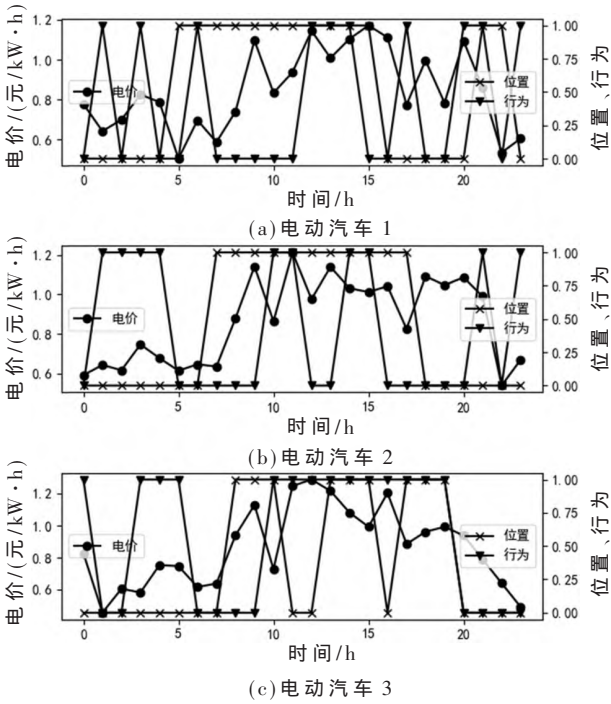 电价/(元/kW·h)
1.2
1.0
0.8
0.6
电价
位置
行为
1.00
0.75
0.50
0.25
0.00
位置、行为
0 5 10 15 20
时间/h
(a)电动汽车 1
电价/(元/kW·h)
1.2
1.0
0.8
0.6
电价
位置
行为
1.00
0.75
0.50
0.25
0.00
位置、行为
0 5 10 15 20
时间/h
(b)电动汽车 2
电价/(元/kW·h)
1.2
1.0
0.8
0.6
电价
位置
行为
1.00
0.75
0.50
0.25
0.00
位置、行为
0 5 10 15 20
时间/h
(c)电动汽车 3